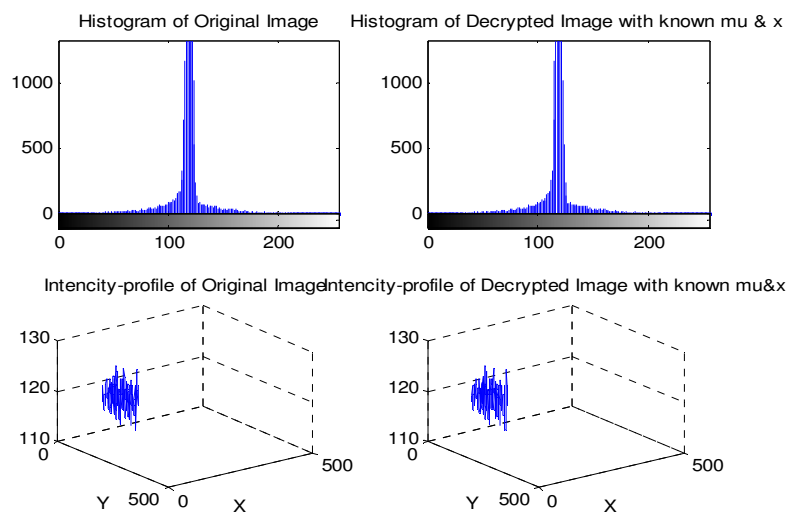 Histogram of Original Image
Histogram of Decrypted Image with known mu & x
1000
500
0
0 100 200
1000
500
0
0 100 200
Intencity-profile of Original Image
Intencity-profile of Decrypted Image with known mu&x
130
120
110
0
500
0
500
Y
X
130
120
110
0
500
0
500
Y
X